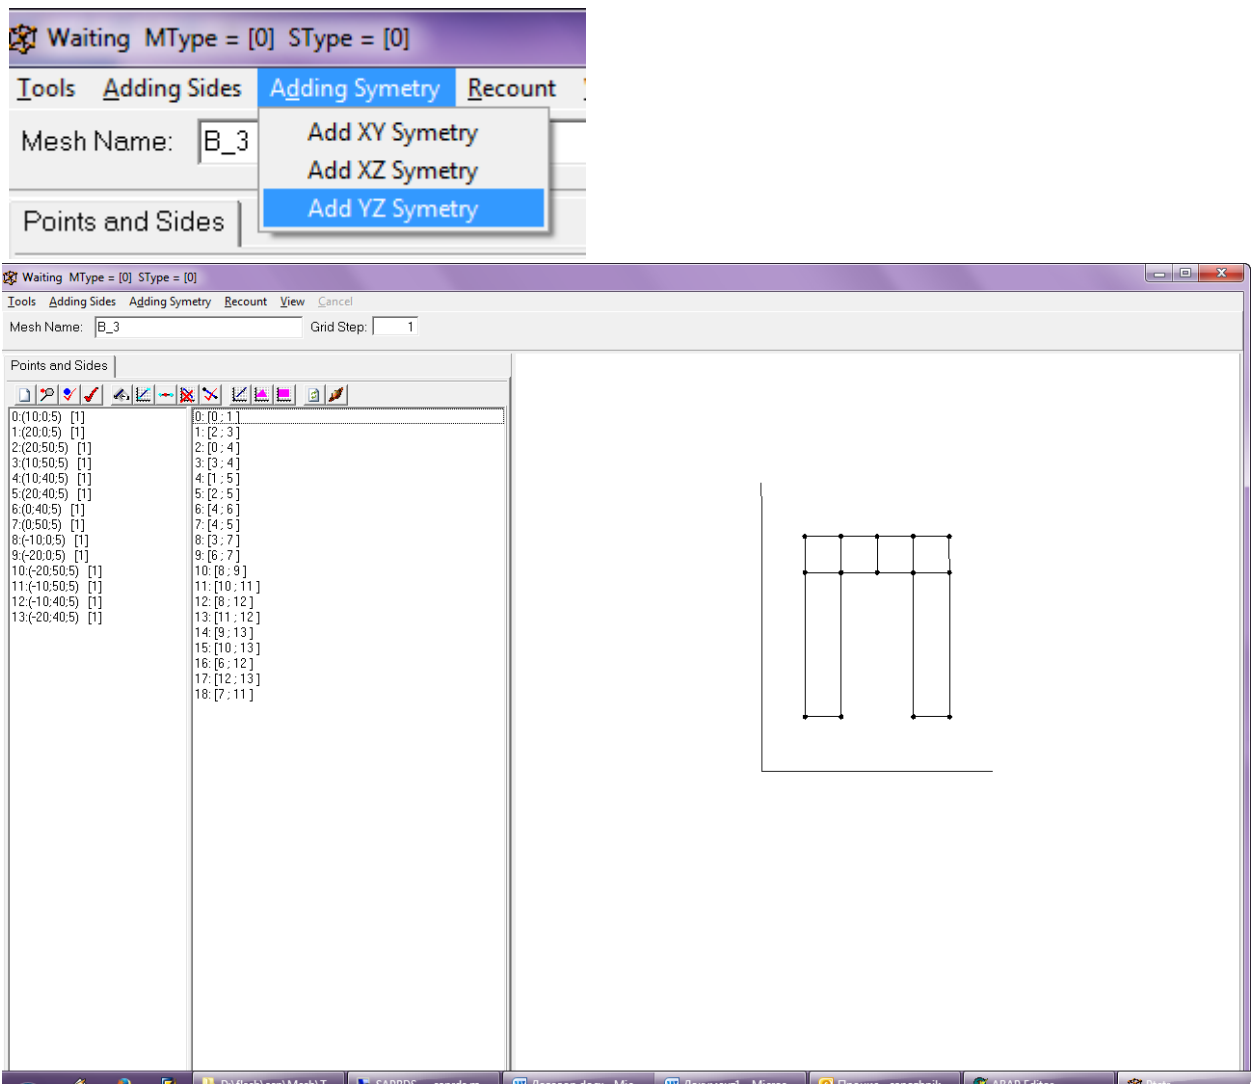 Waiting MType = [0] SType = [0]
Tools Adding Sides Adding Symetry Recount
Mesh Name: B_3
Add XY Symetry
Add XZ Symetry
Add YZ Symetry
Points and Sides
Waiting MType = [0] SType = [0]
Tools Adding Sides Adding Symetry Recount View Cancel
Mesh Name: B_3 Grid Step: 1
Points and Sides
0:(10;0;5) [1]
1:(20;0;5) [1]
2:(20;50;5) [1]
3:(10;50;5) [1]
4:(10;40;5) [1]
5:(20;40;5) [1]
6:(0;40;5) [1]
7:(0;50;5) [1]
8:(-10;0;5) [1]
9:(-20;0;5) [1]
10:(-20;50;5) [1]
11:(-10;50;5) [1]
12:(-10;40;5) [1]
13:(-20;40;5) [1]
0: [0 ; 1 ]
1: [2 ; 3 ]
2: [0 ; 4 ]
3: [3 ; 4 ]
4: [1 ; 5 ]
5: [2 ; 5 ]
6: [4 ; 6 ]
7: [4 ; 5 ]
8: [3 ; 7 ]
9: [6 ; 7 ]
10: [8 ; 9 ]
11: [10 ; 11 ]
12: [8 ; 12 ]
13: [11 ; 12 ]
14: [9 ; 13 ]
15: [10 ; 13 ]
16: [6 ; 12 ]
17: [12 ; 13 ]
18: [7 ; 11 ]